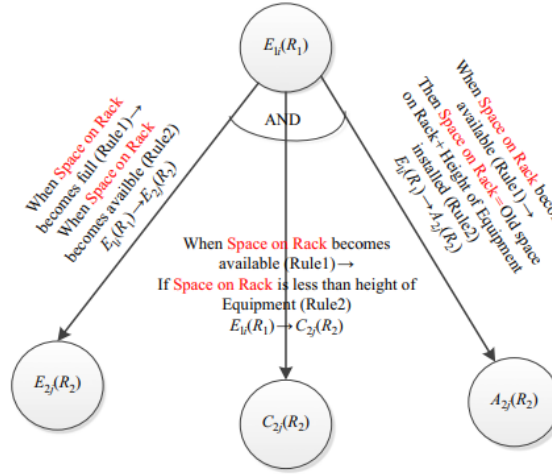 E₁ᵢ(R₁)
AND
When Space on Rack
becomes full (Rule1)→
When Space on Rack
becomes availble (Rule2)
E₁ᵢ(R₁)→E₂ⱼ(R₂)
When Space on Rack becomes
available (Rule1)→
If Space on Rack is less than height of
Equipment (Rule2)
E₁ᵢ(R₁)→C₂ⱼ(R₂)
When Space on Rack beco
available (Rule1)→
Then Space on Rack=Old space
on Rack+Height of Equipment
installed (Rule2)
E₁ᵢ(R₁)→A₂ⱼ(R₂)
E₂ⱼ(R₂)
C₂ⱼ(R₂)
A₂ⱼ(R₂)